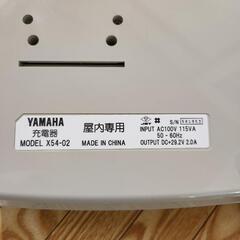 YAMAHA
充電器
MODEL X54-02
屋内専用
MADE IN CHINA
S/N
INPUT AC100V 115VA
50 - 60Hz
OUTPUT DC+29.2V 2.0A